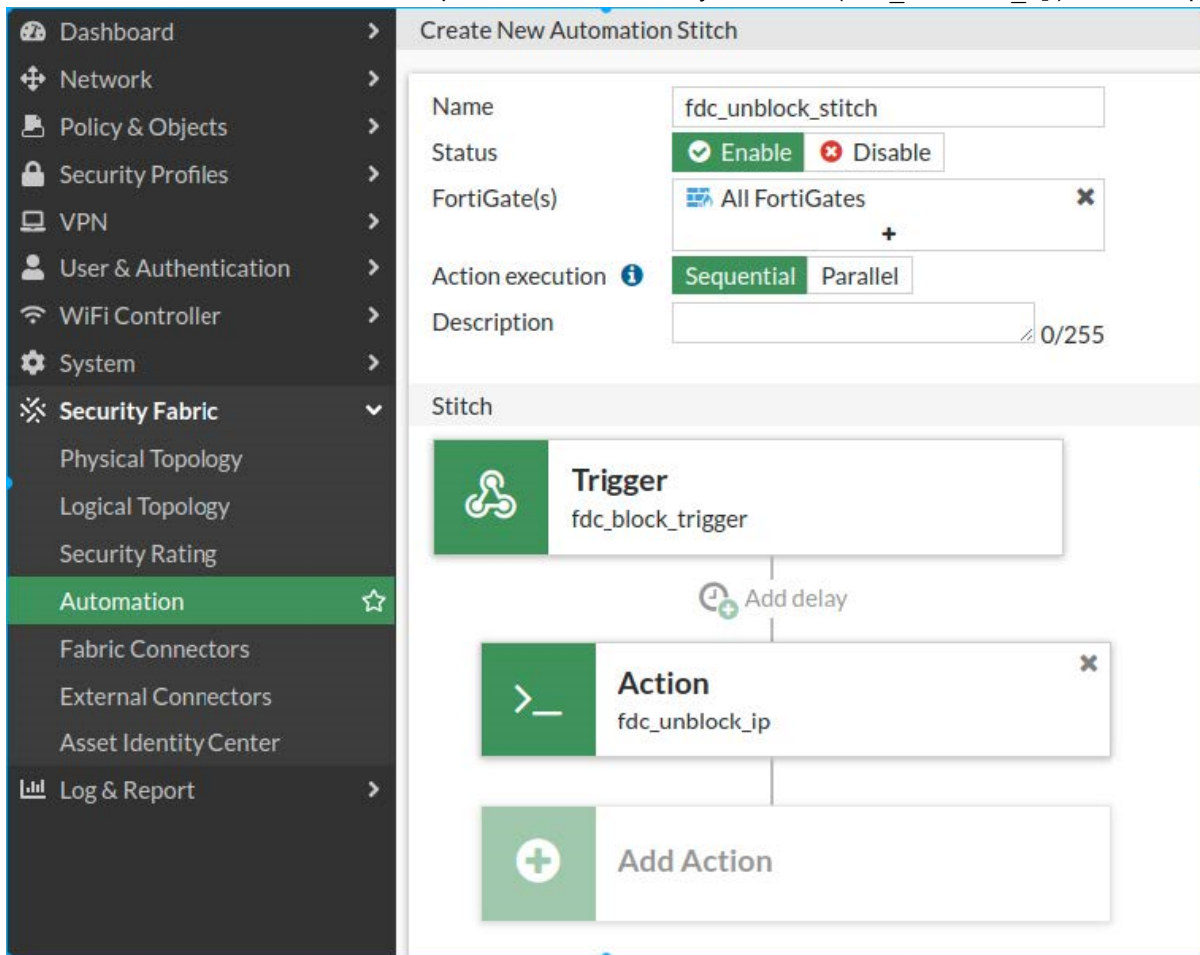 Dashboard
Network
Policy & Objects
Security Profiles
VPN
User & Authentication
WiFi Controller
System
Security Fabric
Physical Topology
Logical Topology
Security Rating
Automation
Fabric Connectors
External Connectors
Asset Identity Center
Log & Report
Create New Automation Stitch
Name fdc_unblock_stitch
Status Enable Disable
FortiGate(s) All FortiGates
+
Action execution Sequential Parallel
Description 0/255
Stitch
Trigger
fdc_block_trigger
Add delay
>_ Action
fdc_unblock_ip
Add Action